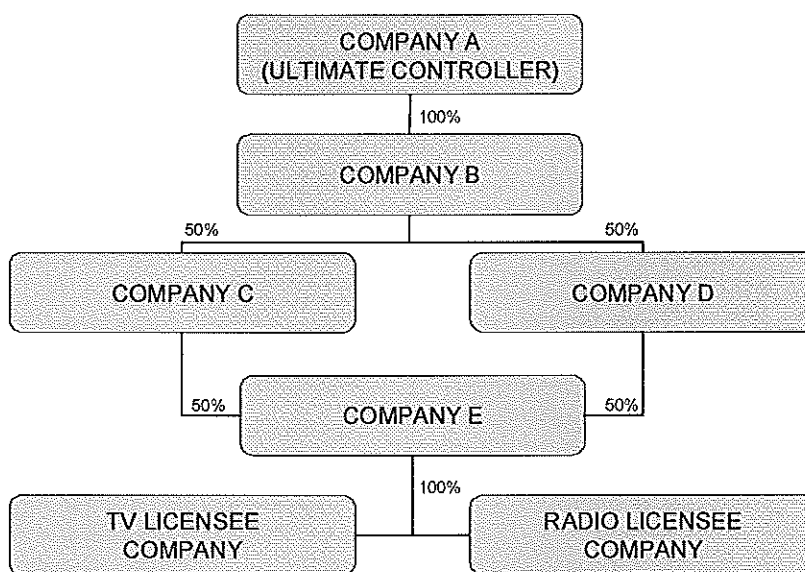 COMPANY A
(ULTIMATE CONTROLLER)
100%
COMPANY B
50%
50%
COMPANY C
COMPANY D
50%
COMPANY E
50%
100%
TV LICENSEE
COMPANY
RADIO LICENSEE
COMPANY